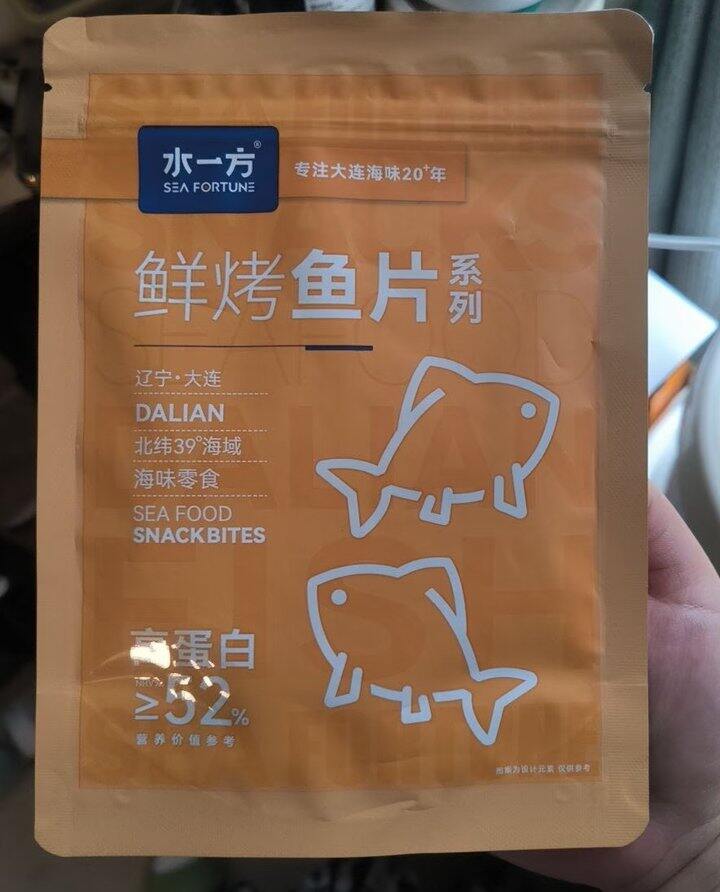 水一方®
SEA FORTUNE
专注大连海味20⁺年
鲜烤鱼片系列
辽宁·大连
DALIAN
北纬39°海域
海味零食
SEA FOOD
SNACKBITES
高蛋白
NRV%
≥52%
营养价值参考
图案为设计元素 仅供参考